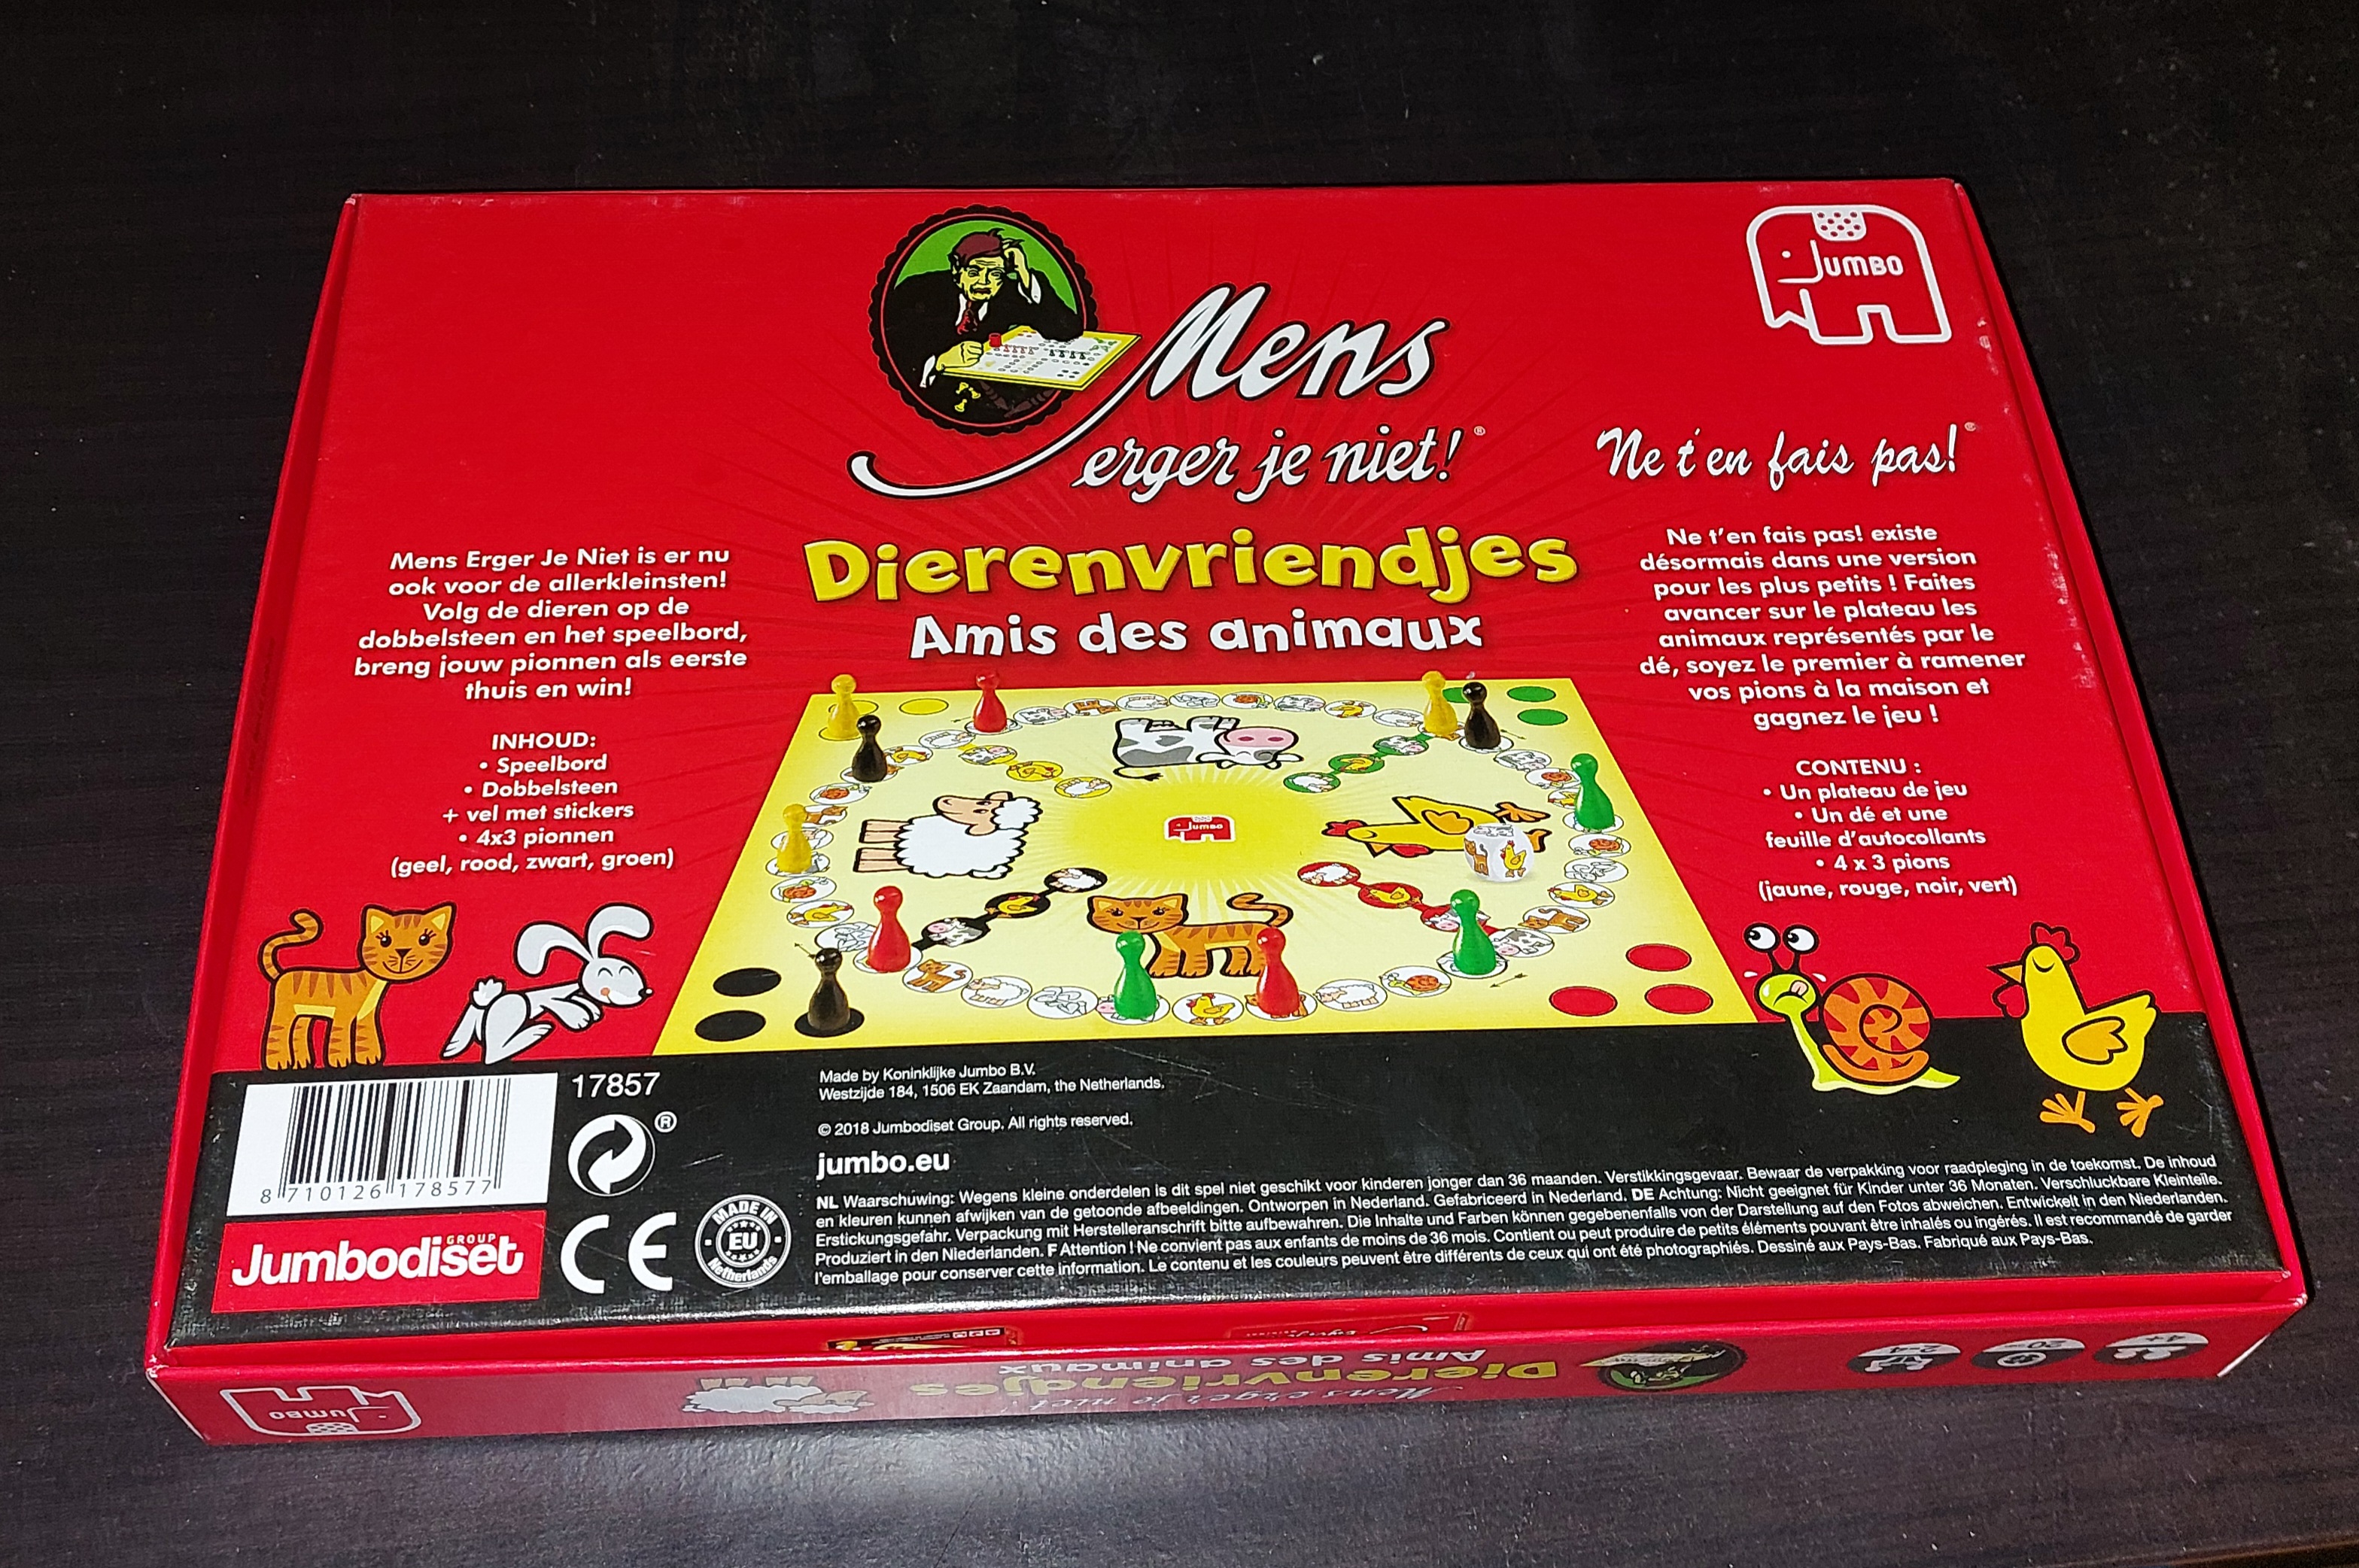 JUMBO
Mens
erger je niet!®
Ne t'en fais pas!®
Dierenvriendjes
Amis des animaux
Mens Erger Je Niet is er nu
ook voor de allerkleinsten!
Volg de dieren op de
dobbelsteen en het speelbord,
breng jouw pionnen als eerste
thuis en win!
INHOUD:
• Speelbord
• Dobbelsteen
+ vel met stickers
• 4x3 pionnen
(geel, rood, zwart, groen)
Ne t'en fais pas! existe
désormais dans une version
pour les plus petits ! Faites
avancer sur le plateau les
animaux représentés par le
dé, soyez le premier à ramener
vos pions à la maison et
gagnez le jeu !
CONTENU :
• Un plateau de jeu
• Un dé et une
feuille d'autocollants
• 4 x 3 pions
(jaune, rouge, noir, vert)
JUMBO
17857
®
8 710126 178577
Jumbodiset
GROUP
CE
MADE IN
EU
Netherlands
Made by Koninklijke Jumbo B.V.
Westzijde 184, 1506 EK Zaandam, the Netherlands.
© 2018 Jumbodiset Group. All rights reserved.
jumbo.eu
NL Waarschuwing: Wegens kleine onderdelen is dit spel niet geschikt voor kinderen jonger dan 36 maanden. Verstikkingsgevaar. Bewaar de verpakking voor raadpleging in de toekomst. De inhoud
en kleuren kunnen afwijken van de getoonde afbeeldingen. Ontworpen in Nederland. Gefabriceerd in Nederland. DE Achtung: Nicht geeignet für Kinder unter 36 Monaten. Verschluckbare Kleinteile.
Erstickungsgefahr. Verpackung mit Herstelleranschrift bitte aufbewahren. Die Inhalte und Farben können gegebenenfalls von der Darstellung auf den Fotos abweichen. Entwickelt in den Niederlanden.
Produziert in den Niederlanden. F Attention ! Ne convient pas aux enfants de moins de 36 mois. Contient ou peut produire de petits éléments pouvant être inhalés ou ingérés. Il est recommandé de garder
l'emballage pour conserver cette information. Le contenu et les couleurs peuvent être différents de ceux qui ont été photographiés. Dessiné aux Pays-Bas. Fabriqué aux Pays-Bas.
JUMBO
Mens erger je niet!
Dierenvriendjes
Amis des animaux
2-4
20
4+